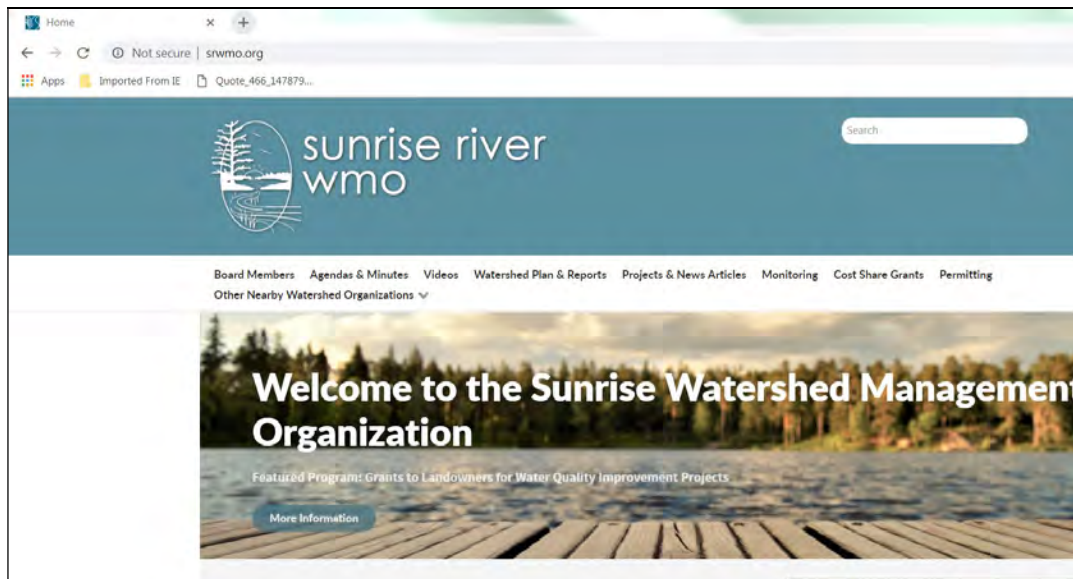 Home
Not secure | srwmo.org
Apps Imported From IE Quote_466_147879...
sunrise river
wmo
Search
Board Members Agendas & Minutes Videos Watershed Plan & Reports Projects & News Articles Monitoring Cost Share Grants Permitting
Other Nearby Watershed Organizations
Welcome to the Sunrise Watershed Management
Organization
Featured Program: Grants to Landowners for Water Quality Improvement Projects
More Information